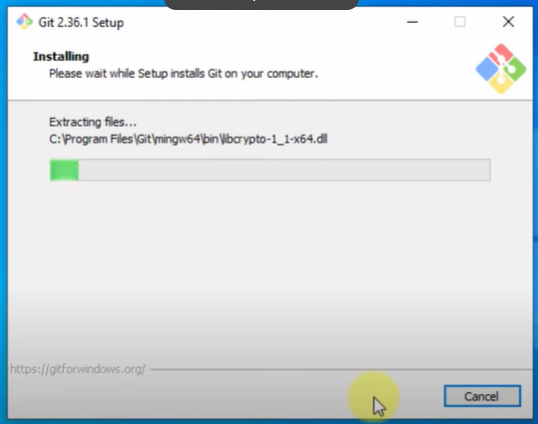 Git 2.36.1 Setup
Installing
Please wait while Setup installs Git on your computer.
Extracting files...
C:\Program Files\Git\mingw64\bin\libcrypto-1_1-x64.dll
https://gitforwindows.org/
Cancel